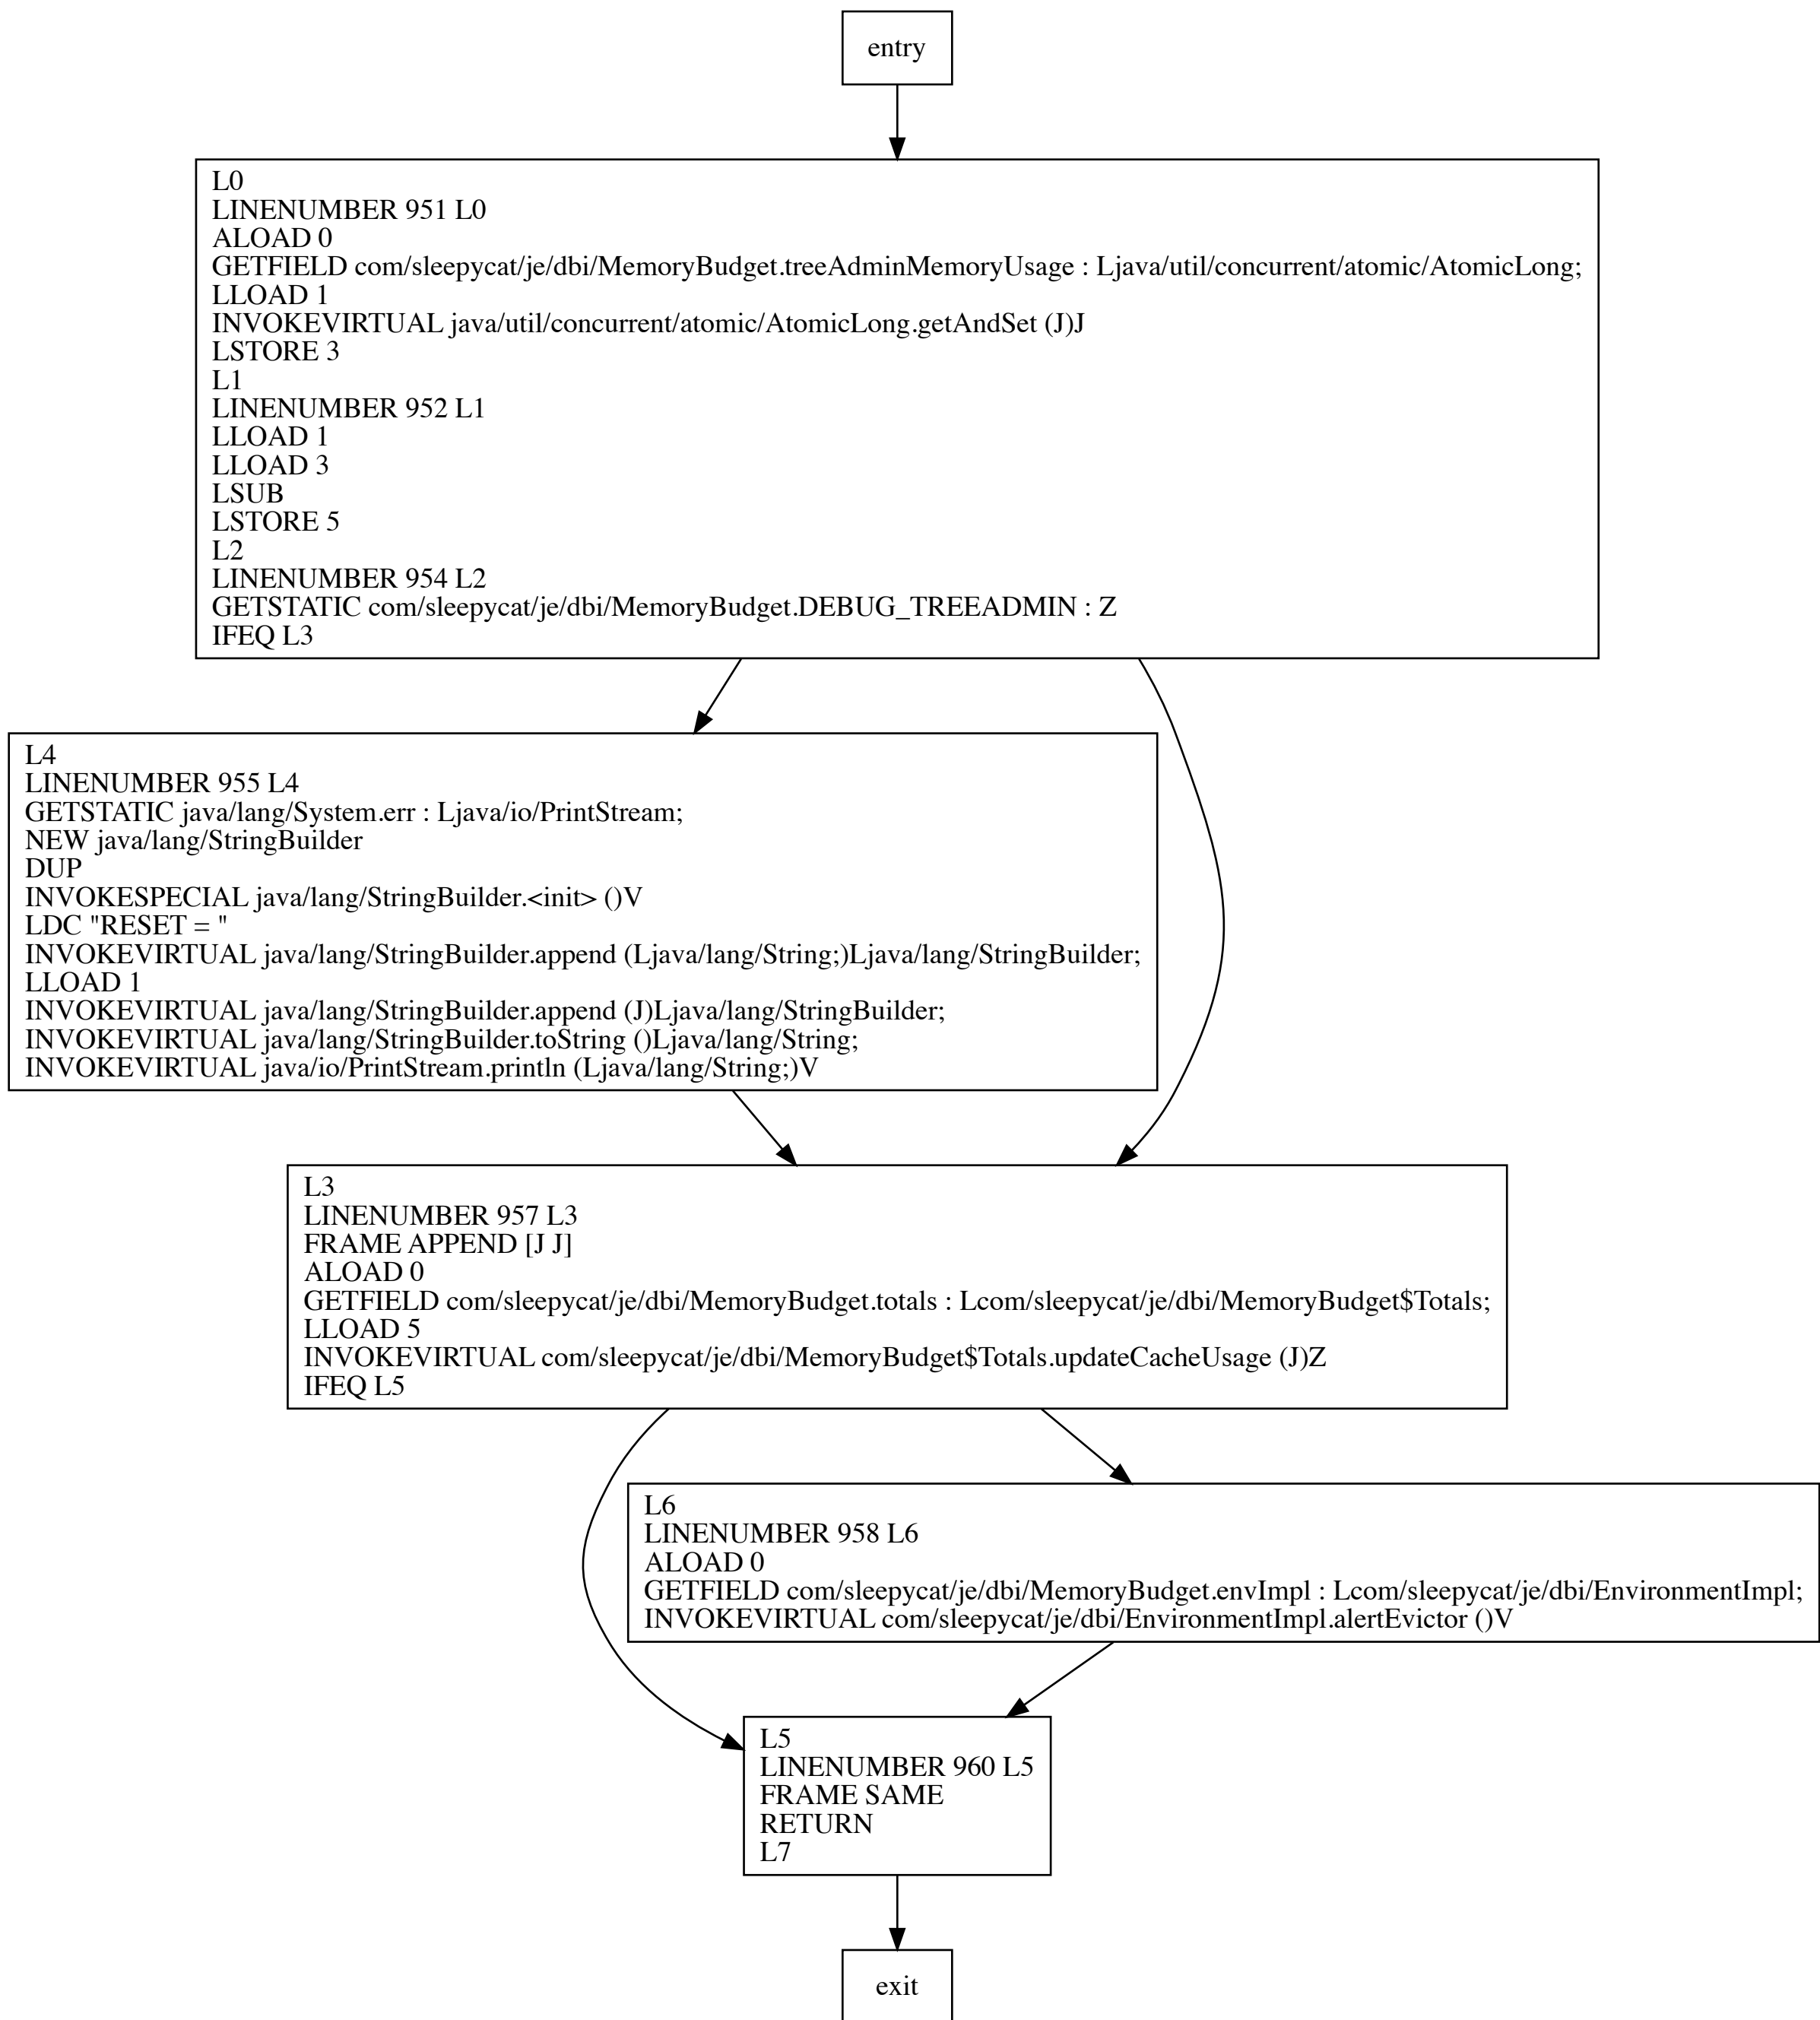 entry
L0
LINENUMBER 951 L0
ALOAD 0
GETFIELD com/sleepycat/je/dbi/MemoryBudget.treeAdminMemoryUsage : Ljava/util/concurrent/atomic/AtomicLong;
LLOAD 1
INVOKEVIRTUAL java/util/concurrent/atomic/AtomicLong.getAndSet (J)J
LSTORE 3
L1
LINENUMBER 952 L1
LLOAD 1
LLOAD 3
LSUB
LSTORE 5
L2
LINENUMBER 954 L2
GETSTATIC com/sleepycat/je/dbi/MemoryBudget.DEBUG_TREEADMIN : Z
IFEQ L3
L4
LINENUMBER 955 L4
GETSTATIC java/lang/System.err : Ljava/io/PrintStream;
NEW java/lang/StringBuilder
DUP
INVOKESPECIAL java/lang/StringBuilder.<init> ()V
LDC "RESET = "
INVOKEVIRTUAL java/lang/StringBuilder.append (Ljava/lang/String;)Ljava/lang/StringBuilder;
LLOAD 1
INVOKEVIRTUAL java/lang/StringBuilder.append (J)Ljava/lang/StringBuilder;
INVOKEVIRTUAL java/lang/StringBuilder.toString ()Ljava/lang/String;
INVOKEVIRTUAL java/io/PrintStream.println (Ljava/lang/String;)V
L3
LINENUMBER 957 L3
FRAME APPEND [J J]
ALOAD 0
GETFIELD com/sleepycat/je/dbi/MemoryBudget.totals : Lcom/sleepycat/je/dbi/MemoryBudget$Totals;
LLOAD 5
INVOKEVIRTUAL com/sleepycat/je/dbi/MemoryBudget$Totals.updateCacheUsage (J)Z
IFEQ L5
L6
LINENUMBER 958 L6
ALOAD 0
GETFIELD com/sleepycat/je/dbi/MemoryBudget.envImpl : Lcom/sleepycat/je/dbi/EnvironmentImpl;
INVOKEVIRTUAL com/sleepycat/je/dbi/EnvironmentImpl.alertEvictor ()V
L5
LINENUMBER 960 L5
FRAME SAME
RETURN
L7
exit